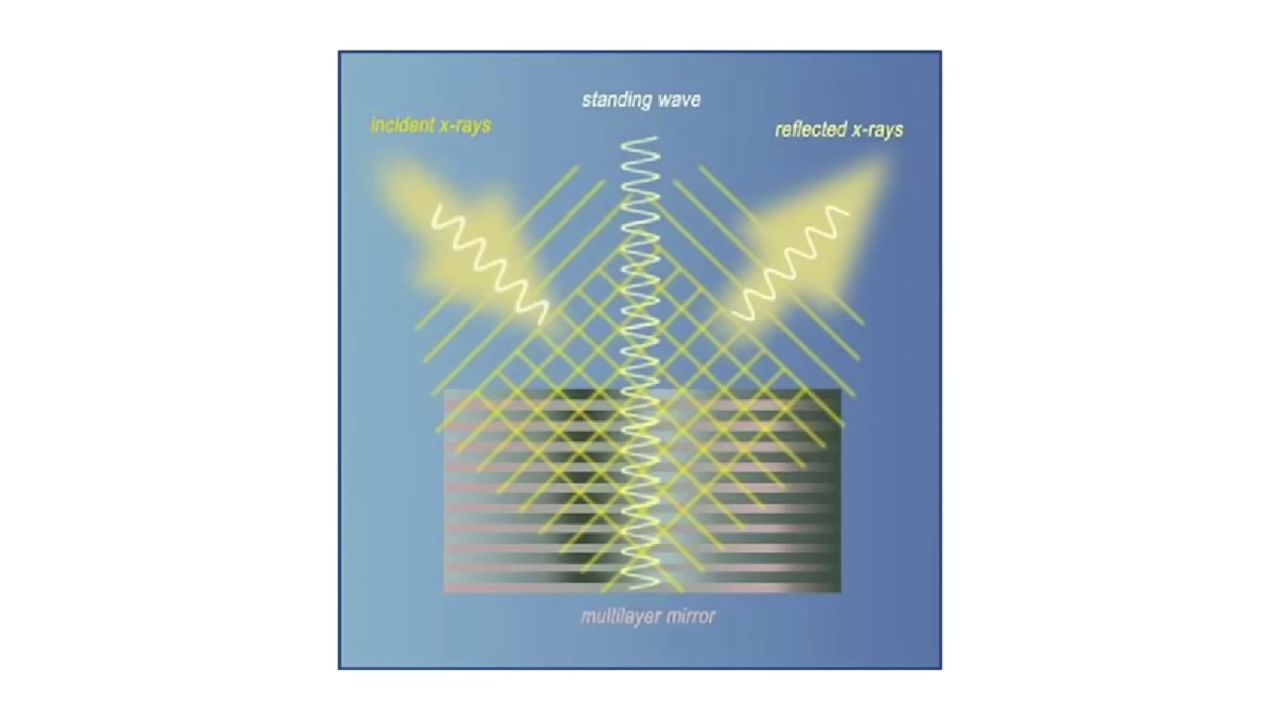 standing wave
incident x-rays
reflected x-rays
multilayer mirror